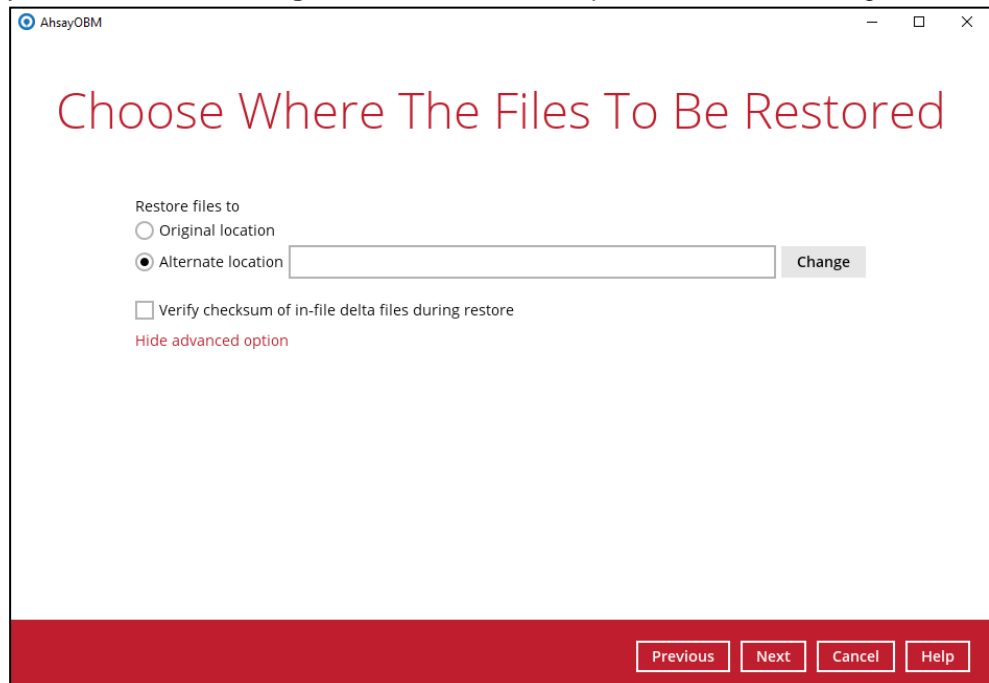 AhsayOBM
Choose Where The Files To Be Restored
Restore files to
Original location
Alternate location Change
Verify checksum of in-file delta files during restore
Hide advanced option
Previous Next Cancel Help